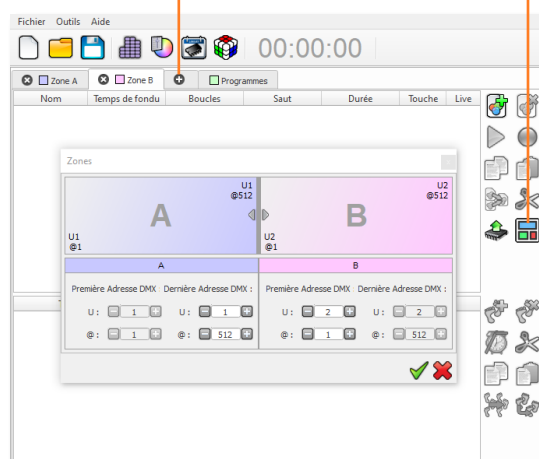 Fichier Outils Aide
00:00:00
Zone A Zone B Programmes
Nom Temps de fondu Boucles Saut Durée Touche Live
Zones
U1 U2
@512 @512
A B
U1 U2
@1 @1
A B
Première Adresse DMX Dernière Adresse DMX : Première Adresse DMX Dernière Adresse DMX :
U : 1 U : 1 U : 2 U : 2
@ : 1 @ : 512 @ : 1 @ : 512